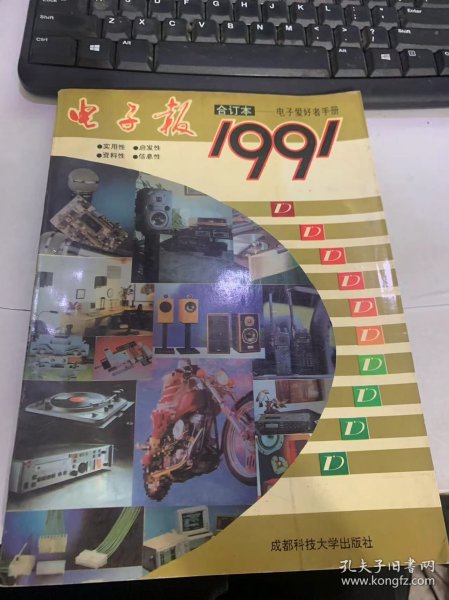 电子报 合订本 — 电子爱好者手册
1991
●实用性 ●启发性
●资料性 ●信息性
D
D
D
D
D
D
D
D
D
D
成都科技大学出版社
孔夫子旧书网
www.kongfz.com